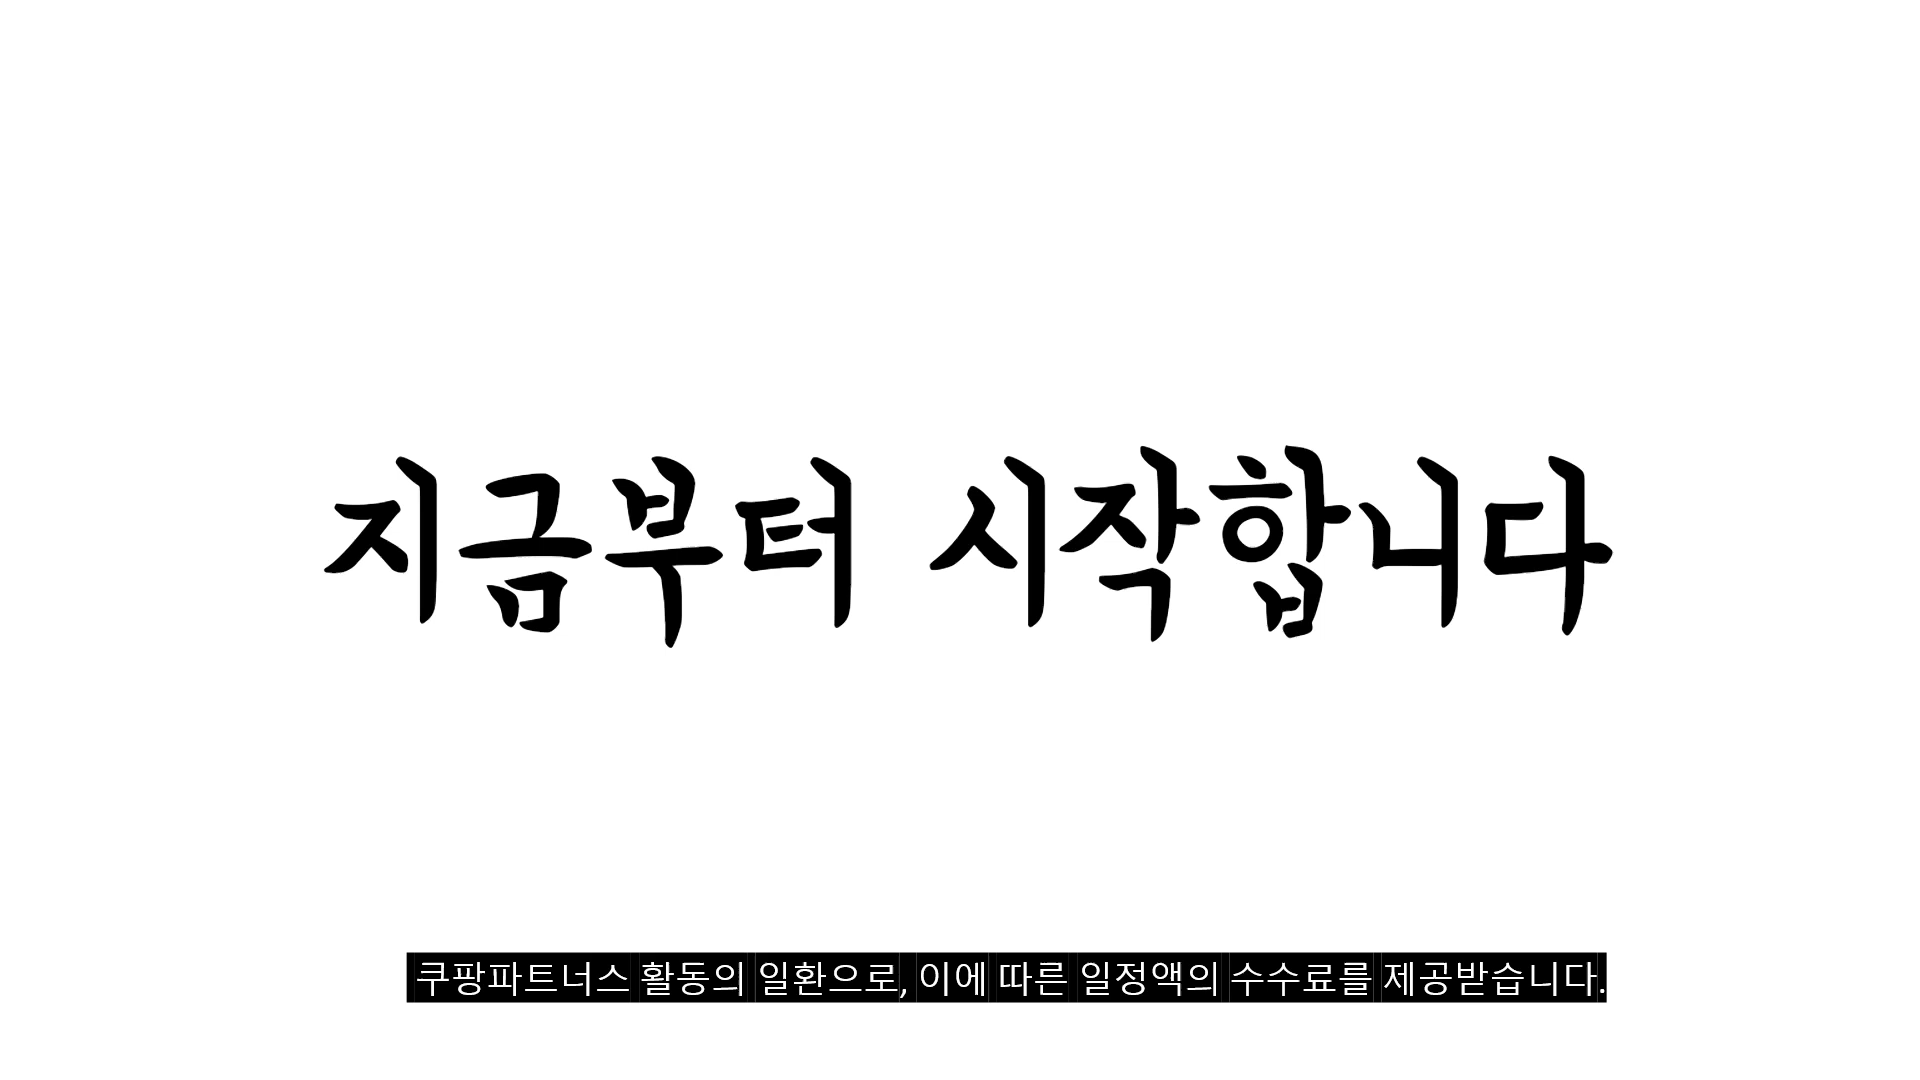 지금부터 시작합니다
쿠팡파트너스 활동의 일환으로, 이에 따른 일정액의 수수료를 제공받습니다.